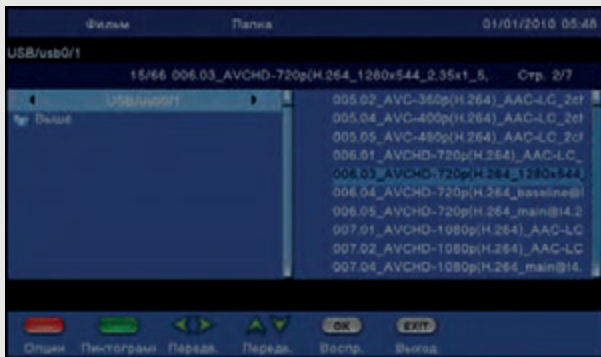 Фильм Папка 01/01/2010 05:48
USB/usb0/1
15/66 006.03_AVCHD-720p(H.264_1280x544_2.35x1_5, Стр. 2/7
USB/usb0/1
Выше
005.02_AVC-360p(H.264)_AAC-LC_2cf
005.04_AVC-400p(H.264)_AAC-LC_2cf
005.05_AVC-480p(H.264)_AAC-LC_2cf
006.01_AVCHD-720p(H.264)_AAC-LC_
006.03_AVCHD-720p(H.264_1280x544_
006.04_AVCHD-720p(H.264_baseline@l
006.05_AVCHD-720p(H.264_main@l4.2
007.01_AVCHD-1080p(H.264)_AAC-LC
007.02_AVCHD-1080p(H.264)_AAC-LC
007.04_AVCHD-1080p(H.264_main@l4.
OK EXIT
Опции Пиктограмм Передв. Передв. Воспр. Выход